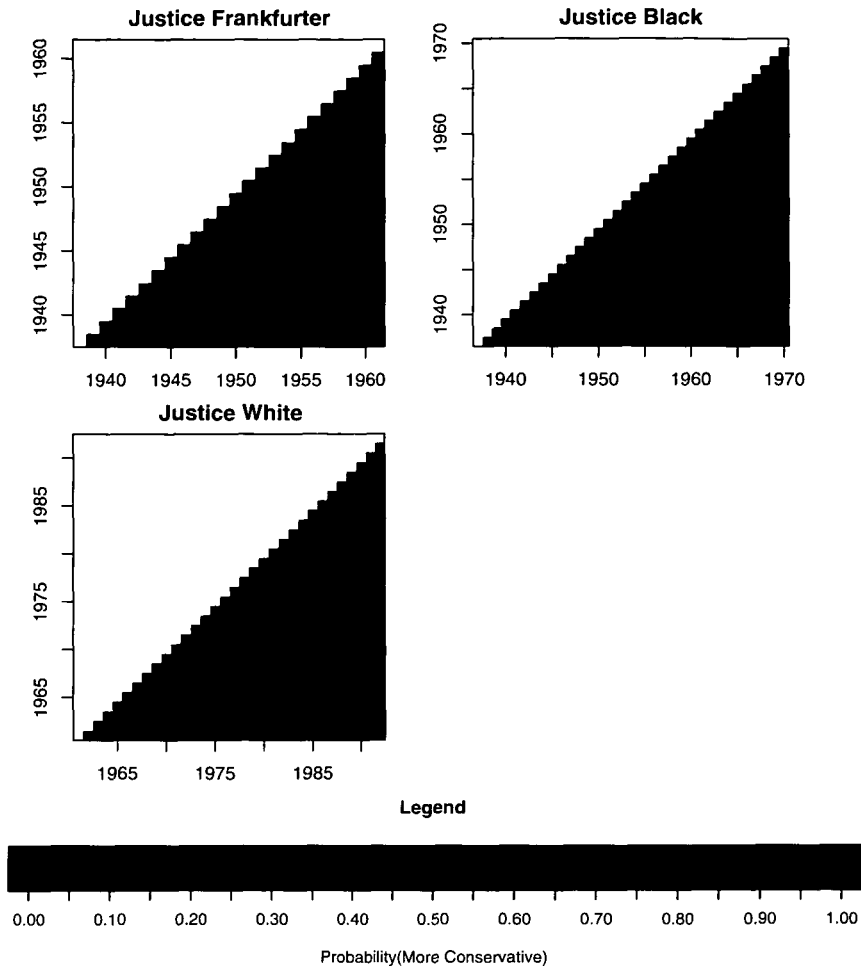 Justice Frankfurter
1960
1955
1950
1945
1940
1940 1945 1950 1955 1960
Justice Black
1970
1960
1950
1940
1940 1950 1960 1970
Justice White
1985
1975
1965
1965 1975 1985
Legend
0.00 0.10 0.20 0.30 0.40 0.50 0.60 0.70 0.80 0.90 1.00
Probability(More Conservative)